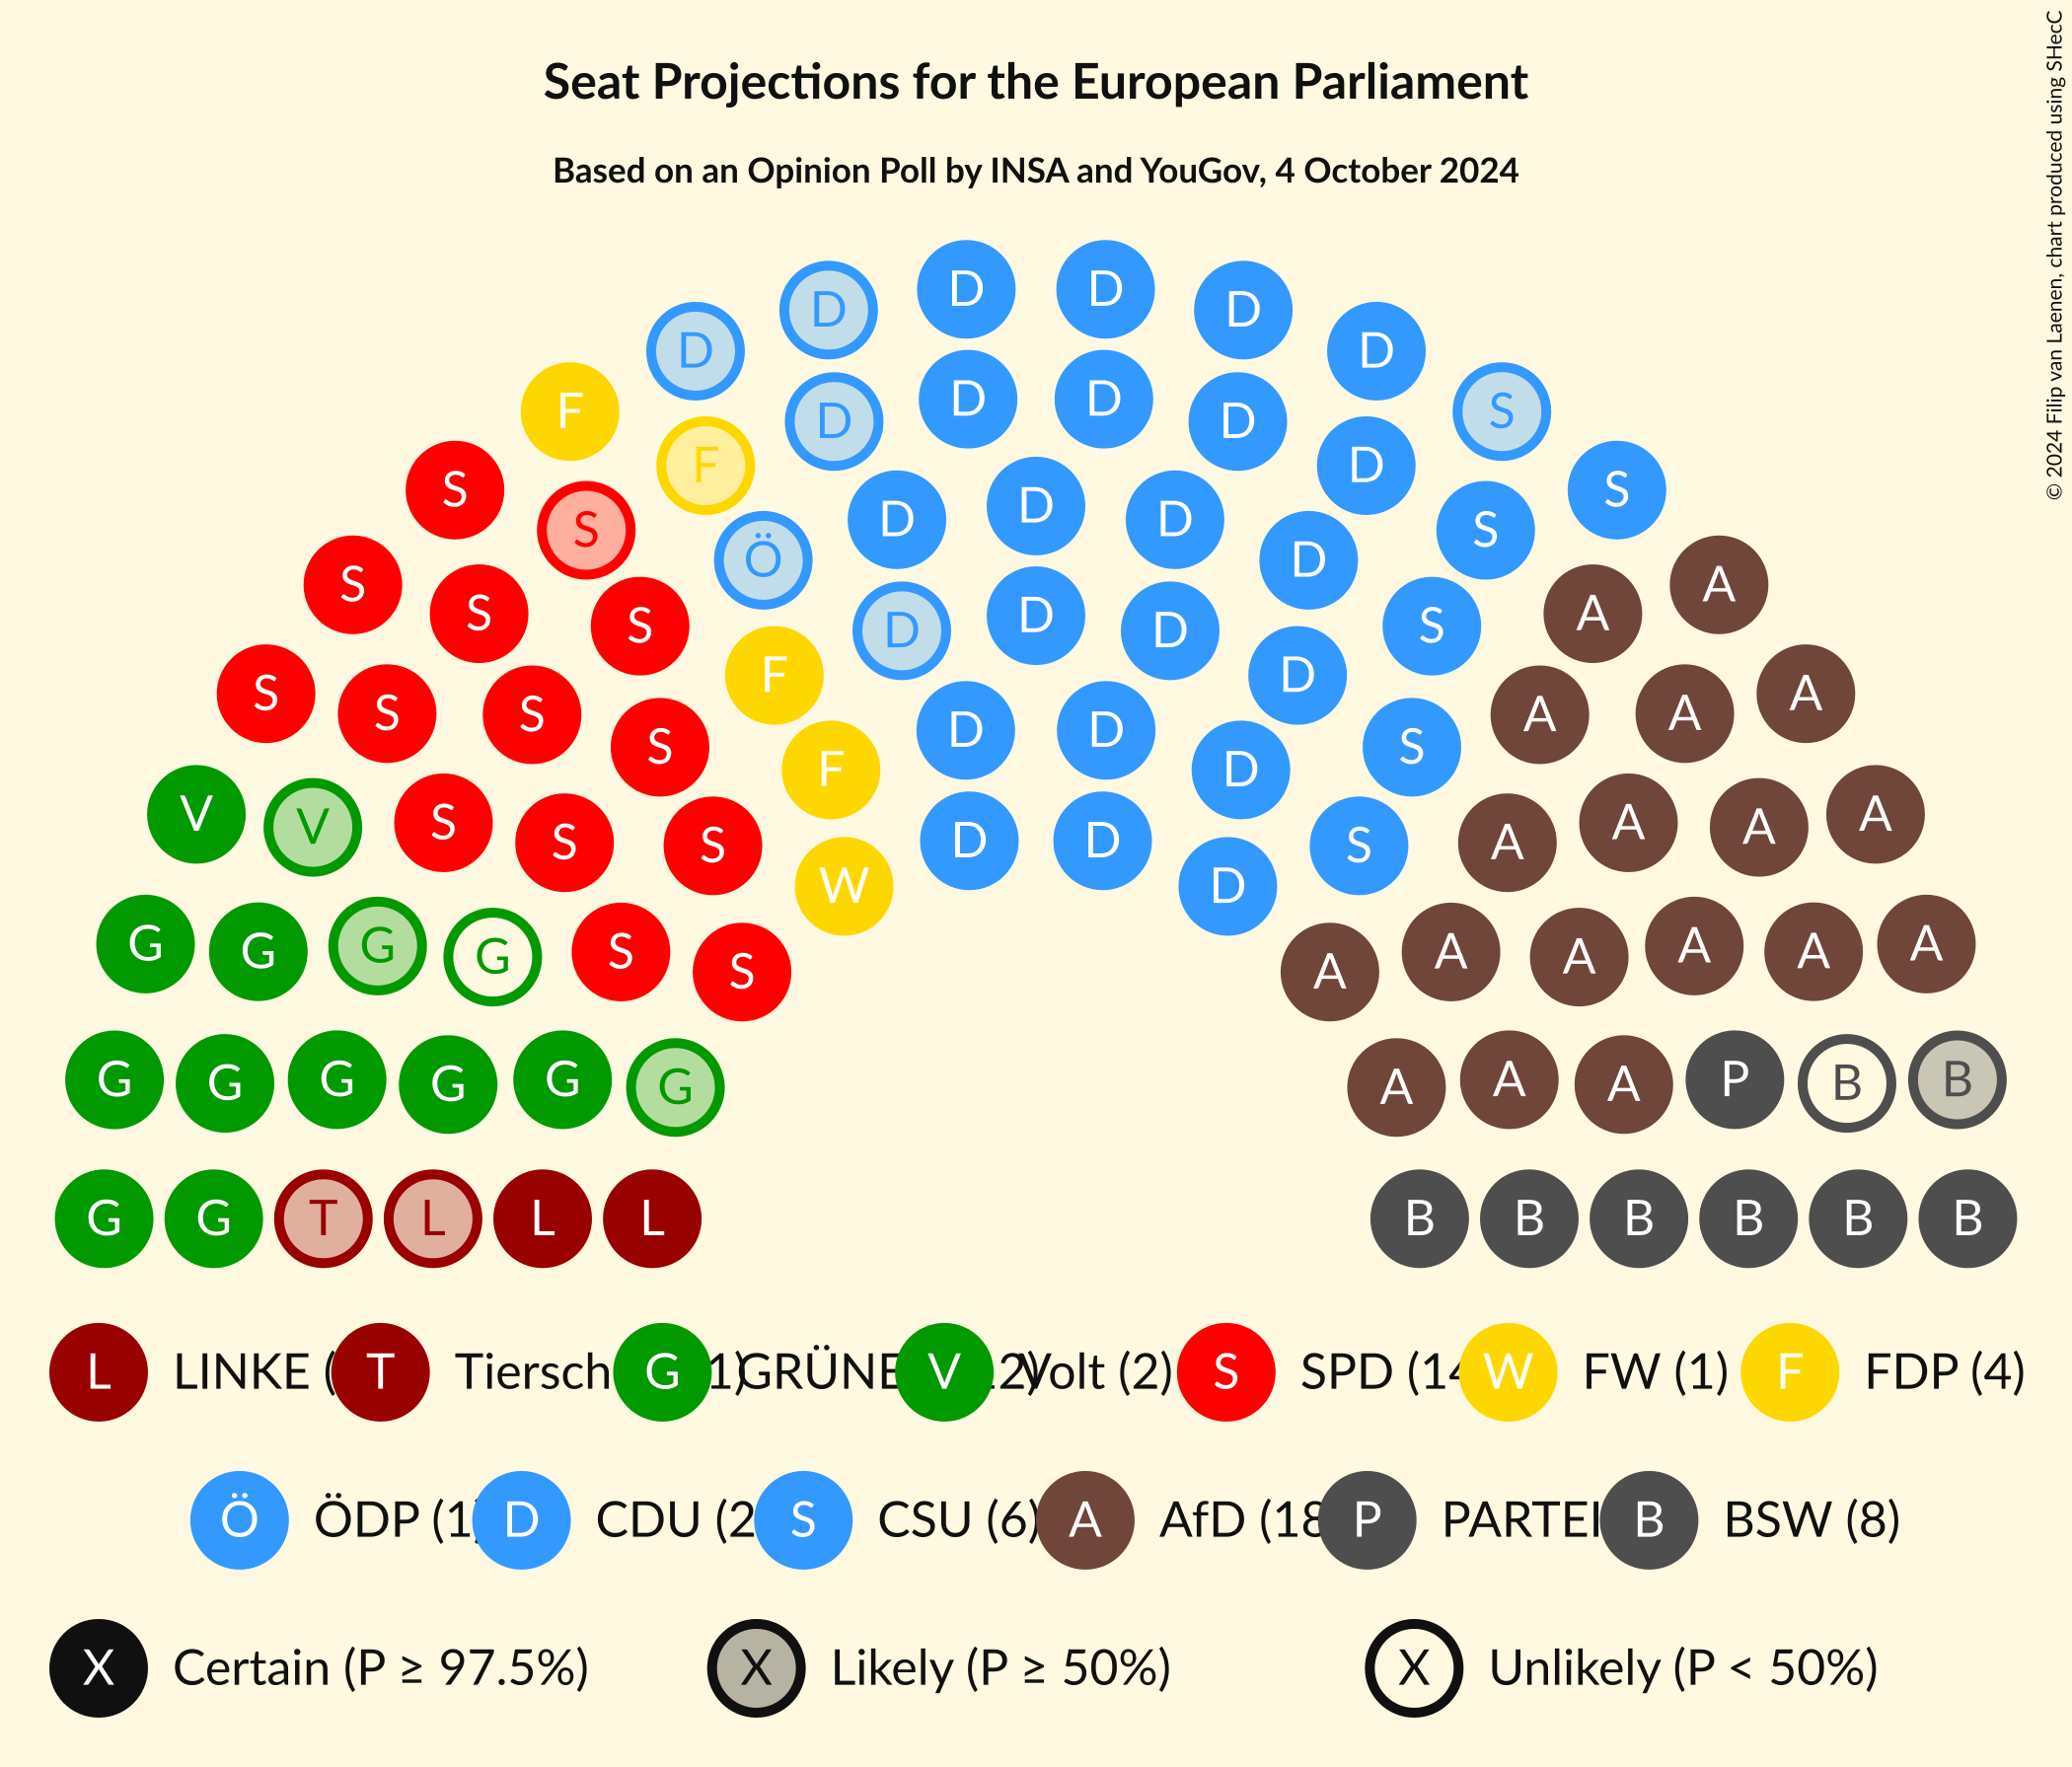 Seat Projections for the European Parliament
Based on an Opinion Poll by INSA and YouGov, 4 October 2024
© 2024 Filip van Laenen, chart produced using SHecC
D D
D D
D D
D D
F S
D D
F D
S S
D
D D
S S
Ö D
S A
S D A
S S
D D
F D
S A
S S A A
D D
S S
F D
V A
V S A A
D D
S S S A
W D
G G G G S A A A A A
S A
G G G G G G A A A P B B
G G T L L L B B B B B B
L LINKE ( T Tiersch G 1) GRÜNE V 2) Volt (2) S SPD (14 W FW (1) F FDP (4)
Ö ÖDP (1) D CDU (2 S CSU (6) A AfD (18 P PARTEI B BSW (8)
X Certain (P ≥ 97.5%) X Likely (P ≥ 50%) X Unlikely (P < 50%)